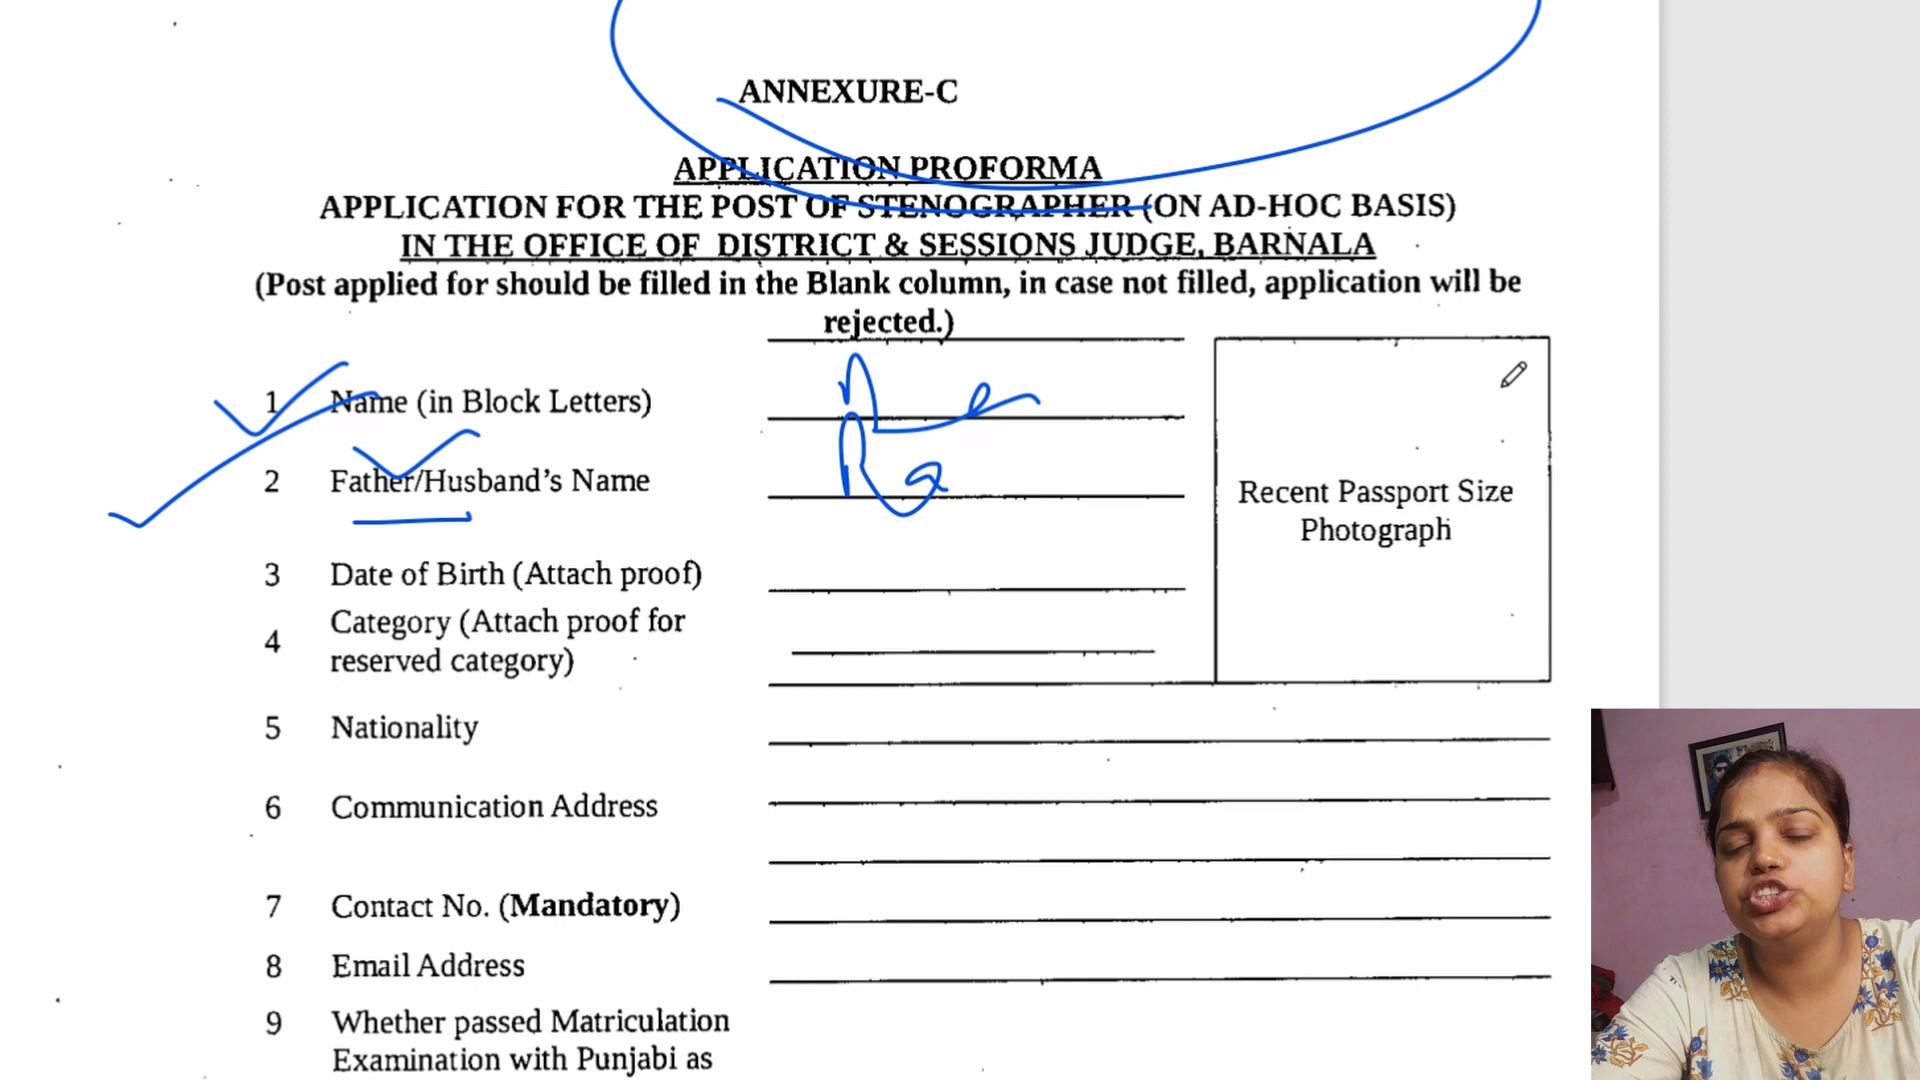 ANNEXURE-C
APPLICATION PROFORMA
APPLICATION FOR THE POST OF STENOGRAPHER (ON AD-HOC BASIS)
IN THE OFFICE OF DISTRICT & SESSIONS JUDGE, BARNALA
(Post applied for should be filled in the Blank column, in case not filled, application will be
rejected.)
1 Name (in Block Letters)
2 Father/Husband's Name
Recent Passport Size
Photograph
3 Date of Birth (Attach proof)
4 Category (Attach proof for
reserved category)
5 Nationality
6 Communication Address
7 Contact No. (Mandatory)
8 Email Address
9 Whether passed Matriculation
Examination with Punjabi as